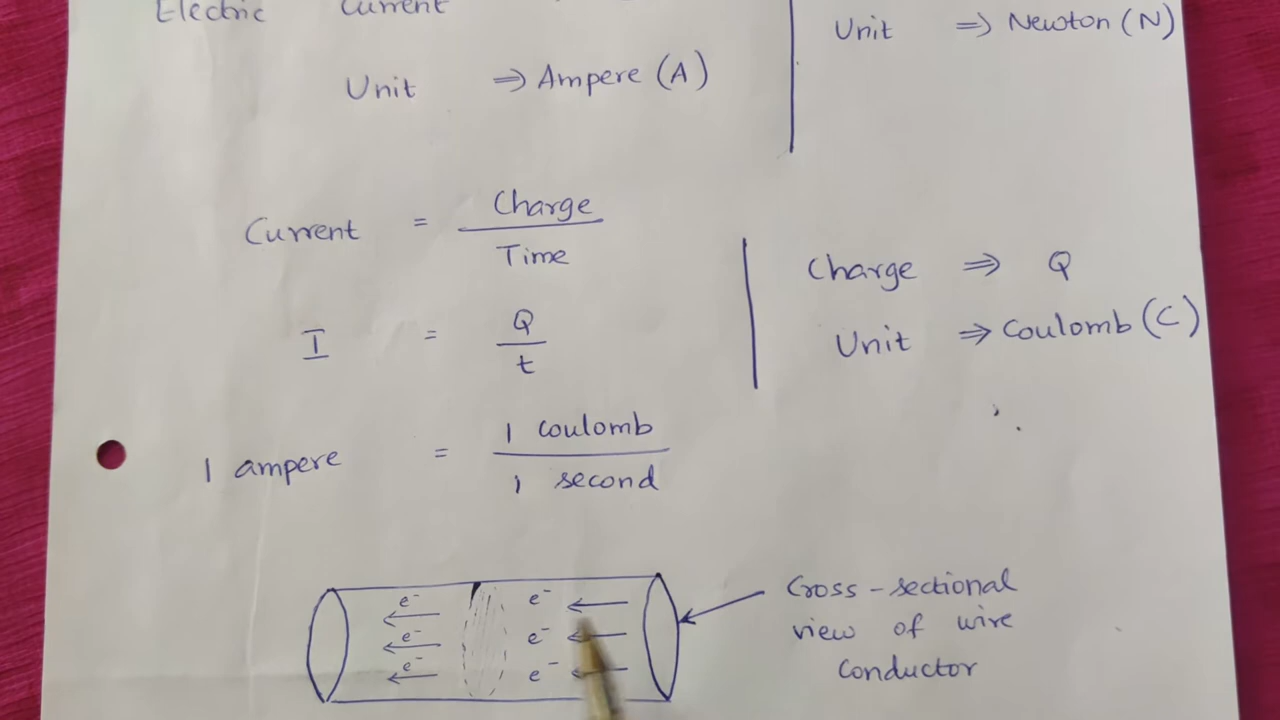 Electric Current
Unit ⇒ Ampere (A)
Unit ⇒ Newton (N)
Current = Charge / Time
I = Q / t
1 ampere = 1 coulomb / 1 second
Charge ⇒ Q
Unit ⇒ Coulomb (C)
e⁻ e⁻
e⁻ e⁻
e⁻ e⁻
Cross-sectional
view of wire
conductor